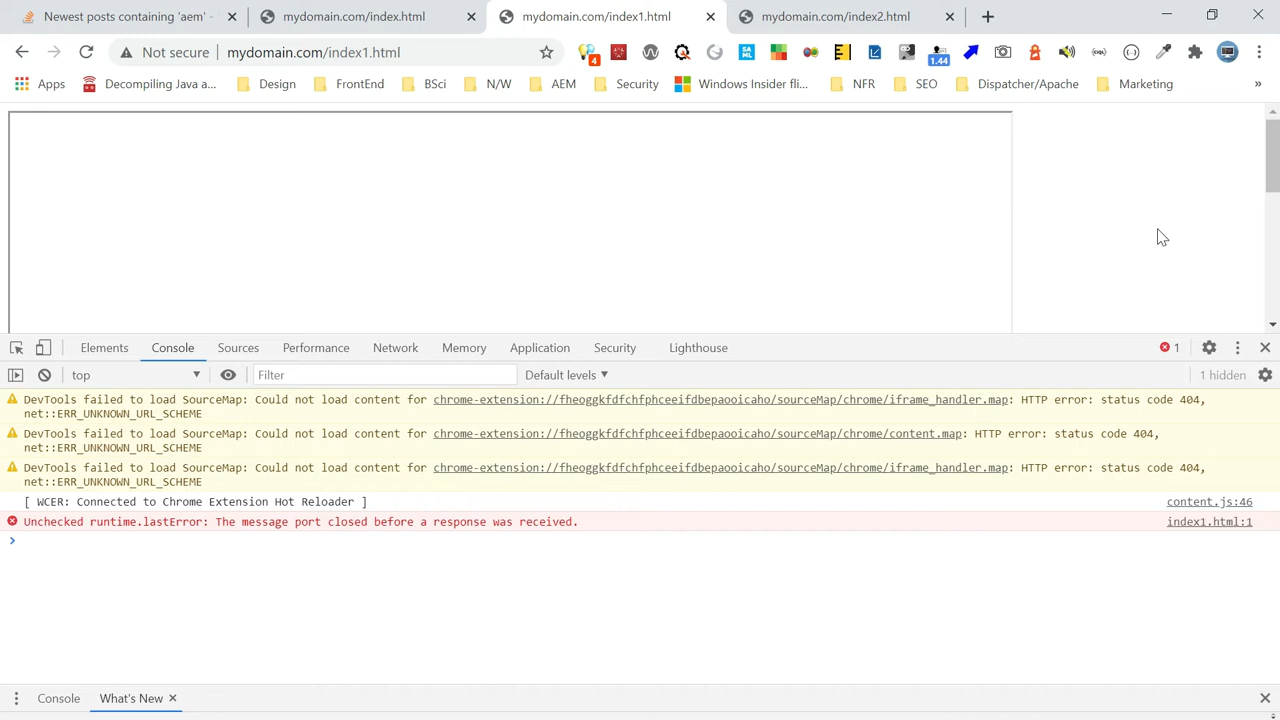 Newest posts containing 'aem' -
mydomain.com/index.html
mydomain.com/index1.html
mydomain.com/index2.html
Not secure mydomain.com/index1.html
4
SA ML
1.44
Apps
Decompiling Java a...
Design
FrontEnd
BSci
N/W
AEM
Security
Windows Insider fli...
NFR
SEO
Dispatcher/Apache
Marketing
»
Elements
Console
Sources
Performance
Network
Memory
Application
Security
Lighthouse
1
top
Filter
Default levels
1 hidden
DevTools failed to load SourceMap: Could not load content for chrome-extension://fheoggkfdfchfphceeifdbepaooicaho/sourceMap/chrome/iframe_handler.map: HTTP error: status code 404,
net::ERR_UNKNOWN_URL_SCHEME
DevTools failed to load SourceMap: Could not load content for chrome-extension://fheoggkfdfchfphceeifdbepaooicaho/sourceMap/chrome/content.map: HTTP error: status code 404,
net::ERR_UNKNOWN_URL_SCHEME
DevTools failed to load SourceMap: Could not load content for chrome-extension://fheoggkfdfchfphceeifdbepaooicaho/sourceMap/chrome/iframe_handler.map: HTTP error: status code 404,
net::ERR_UNKNOWN_URL_SCHEME
[ WCER: Connected to Chrome Extension Hot Reloader ] content.js:46
Unchecked runtime.lastError: The message port closed before a response was received. index1.html:1
Console
What's New